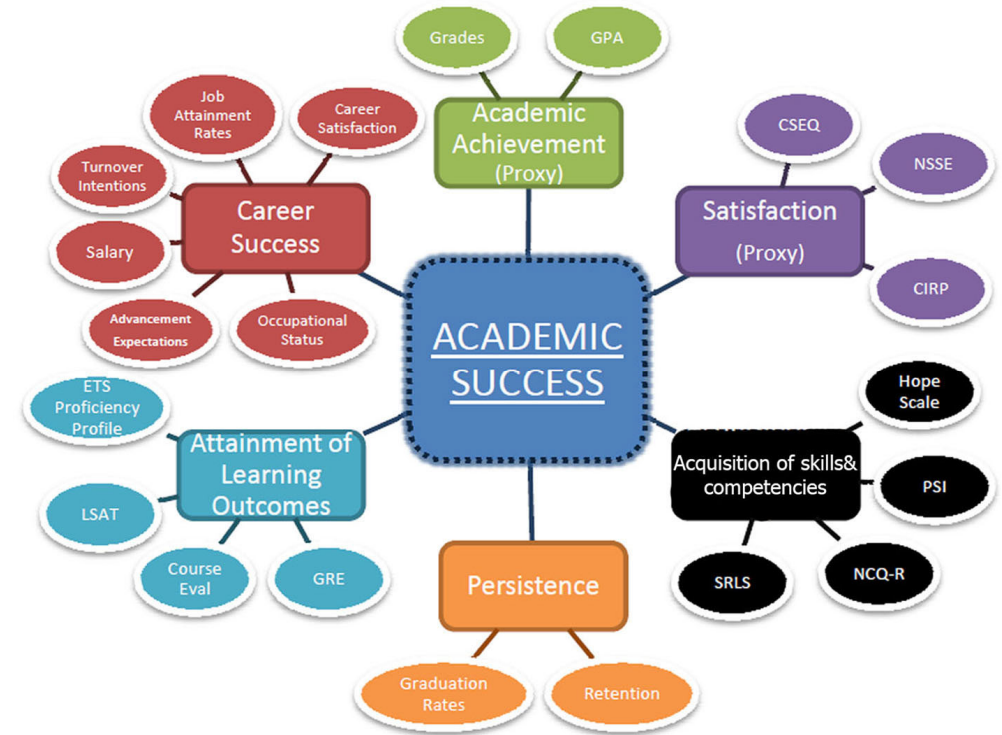 Grades
GPA
Academic
Achievement
(Proxy)
Job
Attainment
Rates
Career
Satisfaction
Turnover
Intentions
Salary
Advancement
Expectations
Occupational
Status
Career
Success
CSEQ
NSSE
CIRP
Satisfaction
(Proxy)
ACADEMIC
SUCCESS
ETS
Proficiency
Profile
LSAT
Course
Eval
GRE
Attainment of
Learning
Outcomes
Hope
Scale
PSI
NCQ-R
SRLS
Acquisition of skills&
competencies
Persistence
Graduation
Rates
Retention